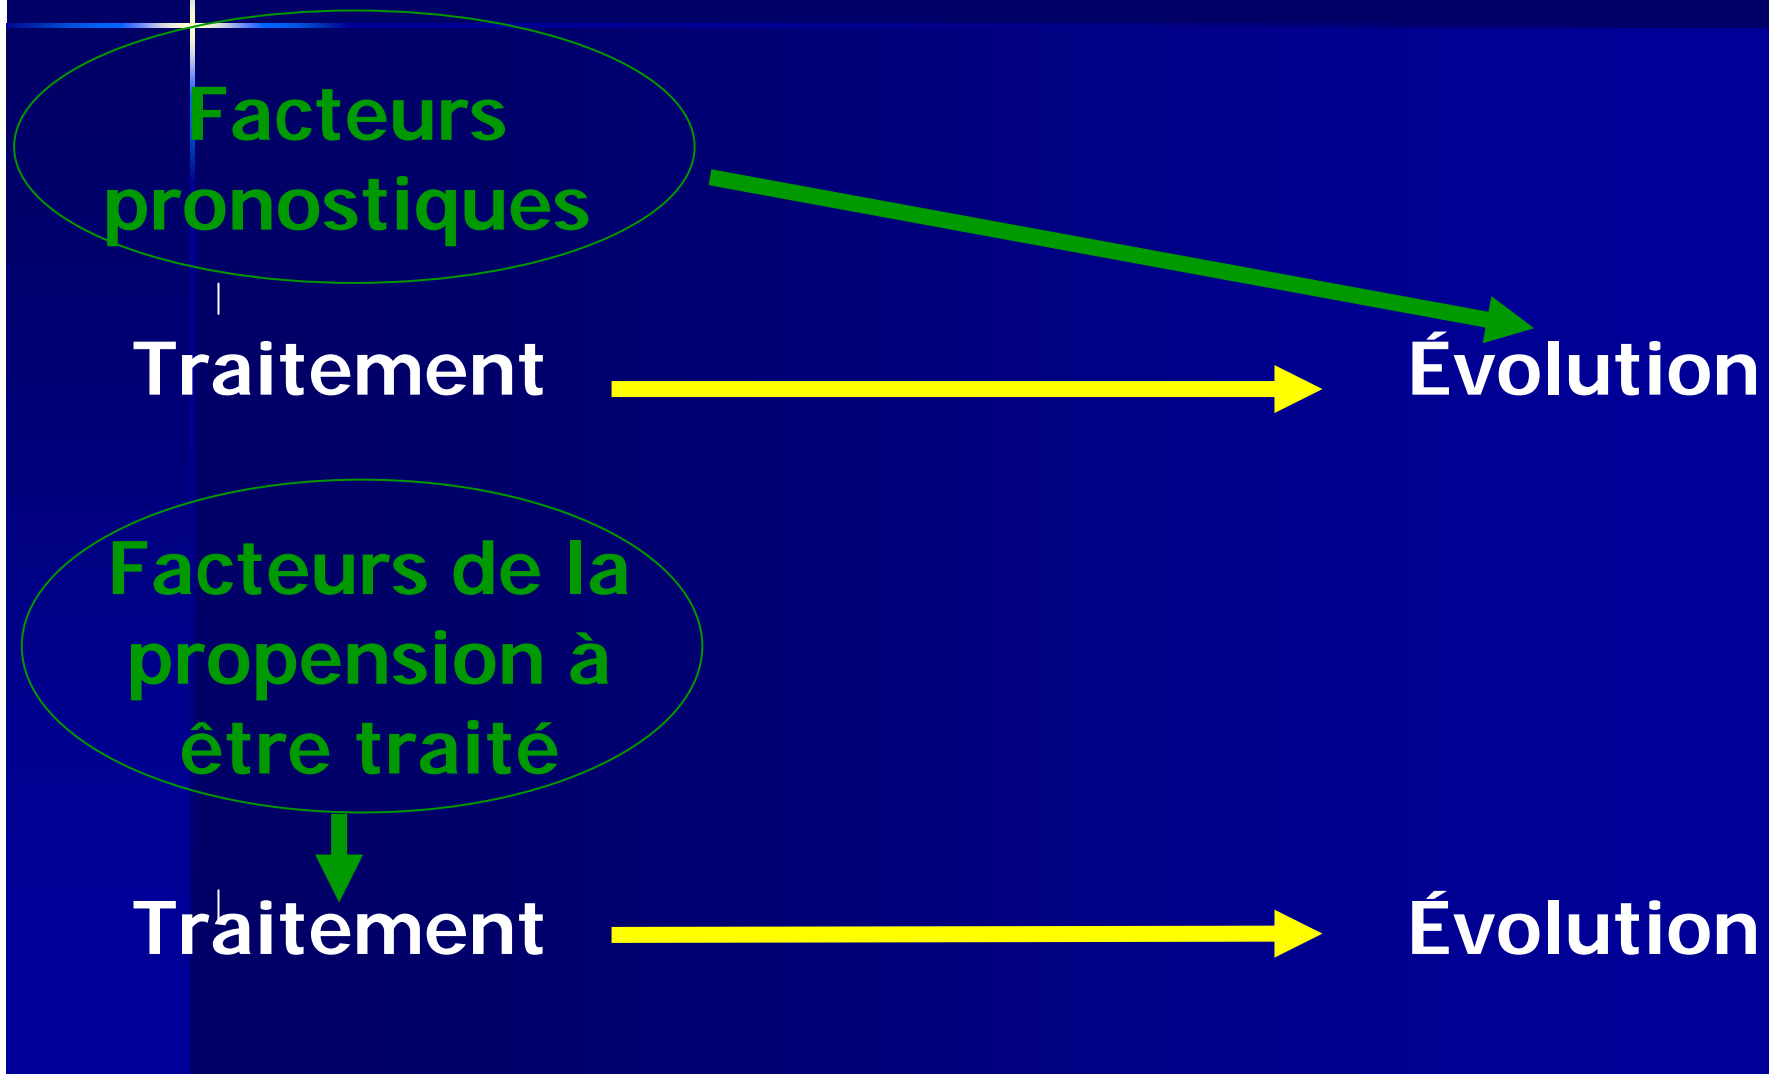 Facteurs
pronostiques
Traitement
Évolution
Facteurs de la
propension à
être traité
Traitement
Évolution